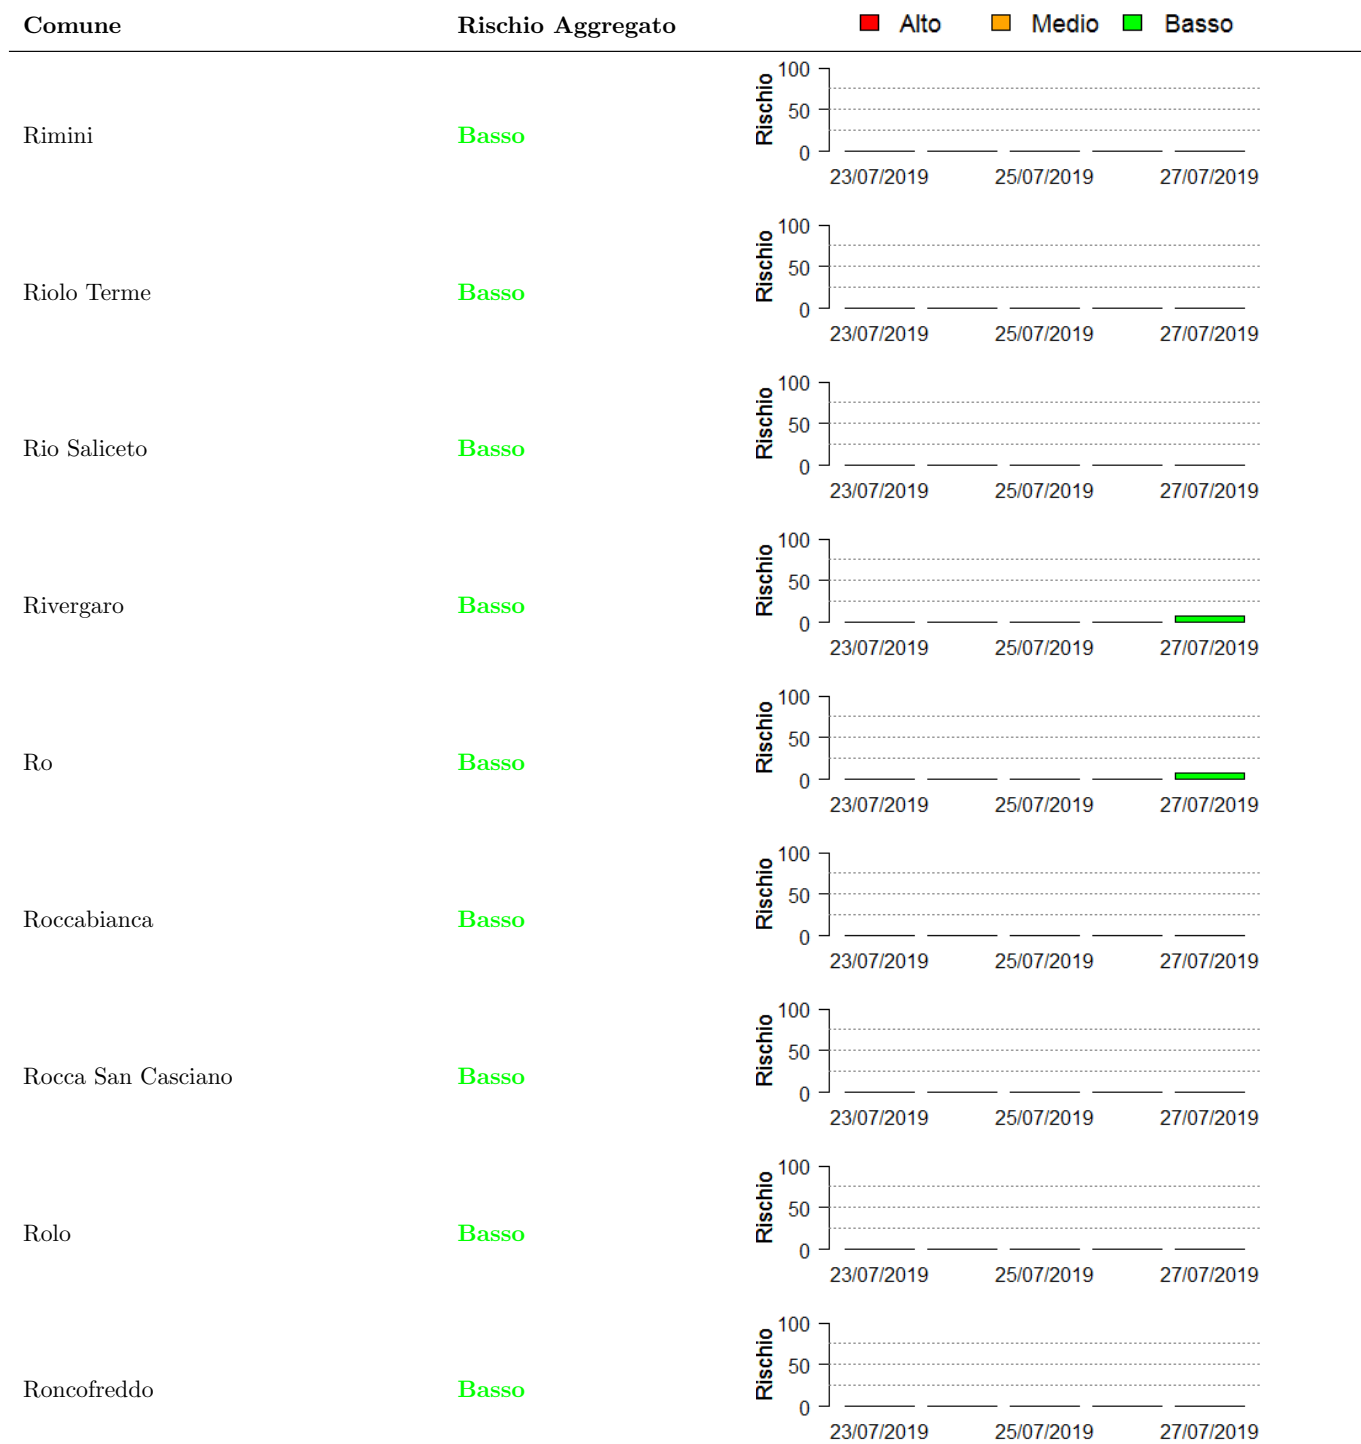 Comune Rischio Aggregato Alto Medio Basso
100
Rischio
50
Rimini Basso
0
23/07/2019 25/07/2019 27/07/2019
100
Rischio
50
Riolo Terme Basso
0
23/07/2019 25/07/2019 27/07/2019
100
Rischio
50
Rio Saliceto Basso
0
23/07/2019 25/07/2019 27/07/2019
100
Rischio
50
Rivergaro Basso
0
23/07/2019 25/07/2019 27/07/2019
100
Rischio
50
Ro Basso
0
23/07/2019 25/07/2019 27/07/2019
100
Rischio
50
Roccabianca Basso
0
23/07/2019 25/07/2019 27/07/2019
100
Rischio
50
Rocca San Casciano Basso
0
23/07/2019 25/07/2019 27/07/2019
100
Rischio
50
Rolo Basso
0
23/07/2019 25/07/2019 27/07/2019
100
Rischio
50
Roncofreddo Basso
0
23/07/2019 25/07/2019 27/07/2019